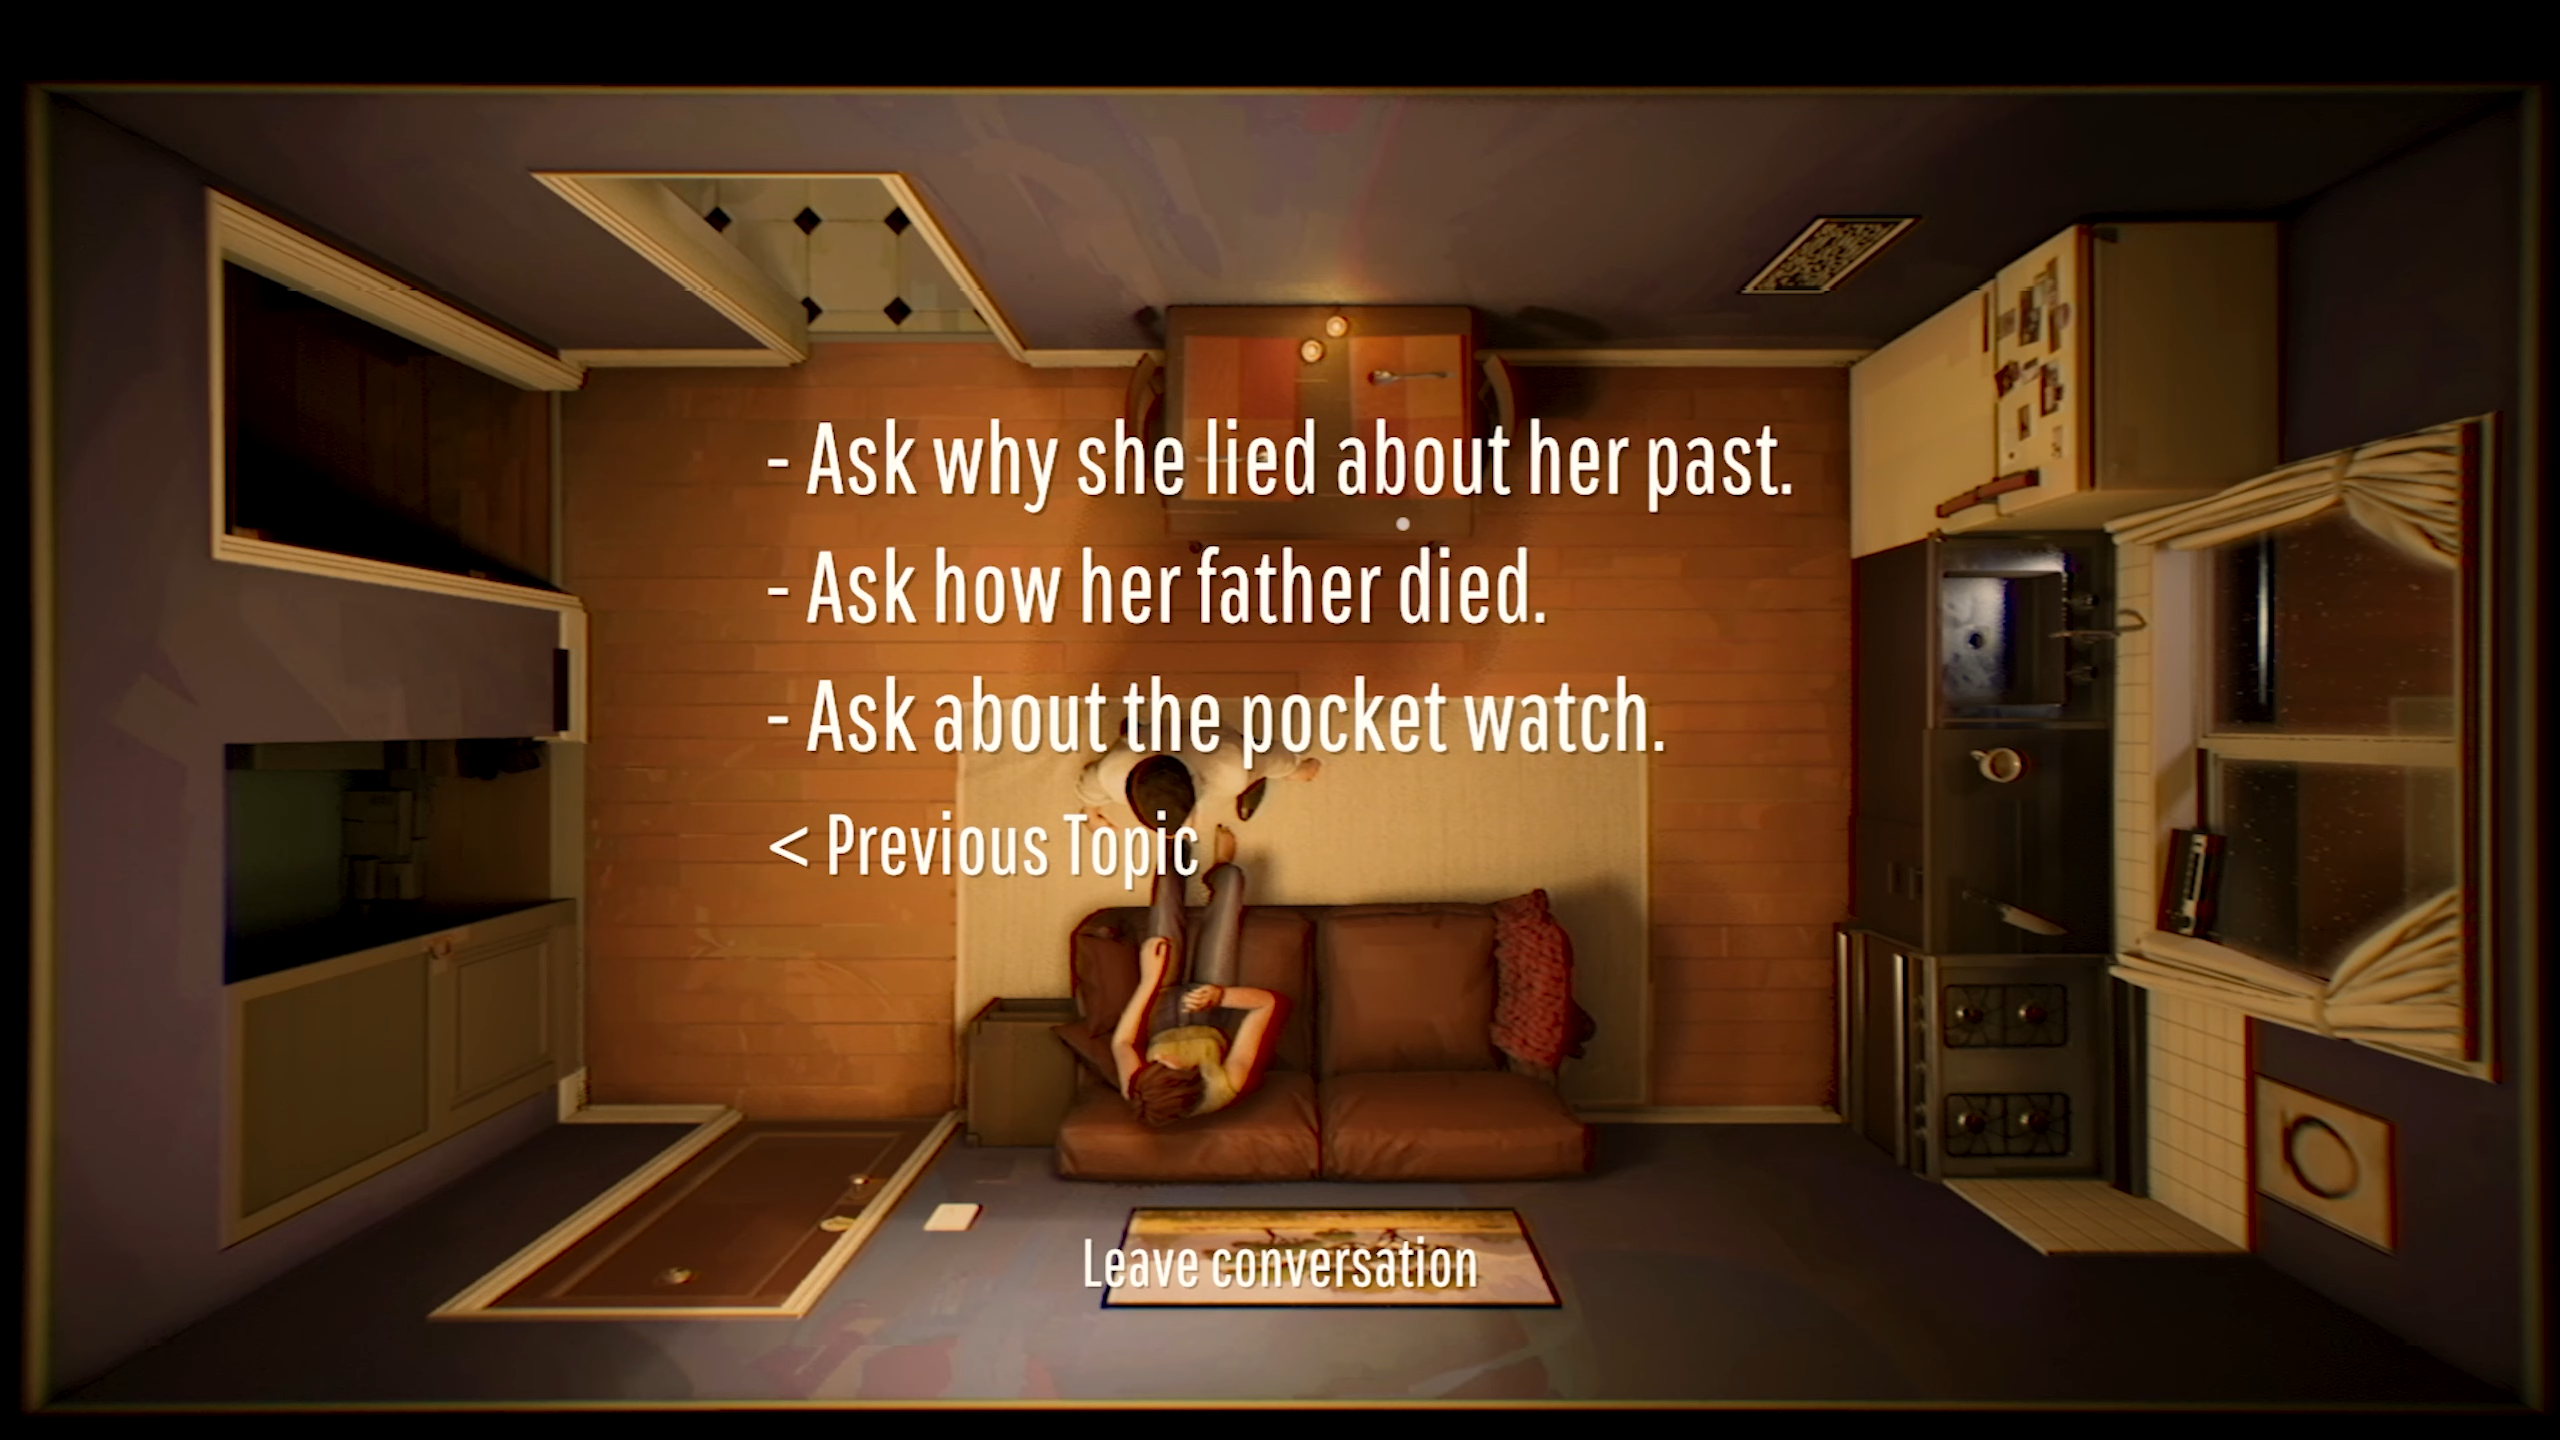 - Ask why she lied about her past.
- Ask how her father died.
- Ask about the pocket watch.
< Previous Topic
Leave conversation